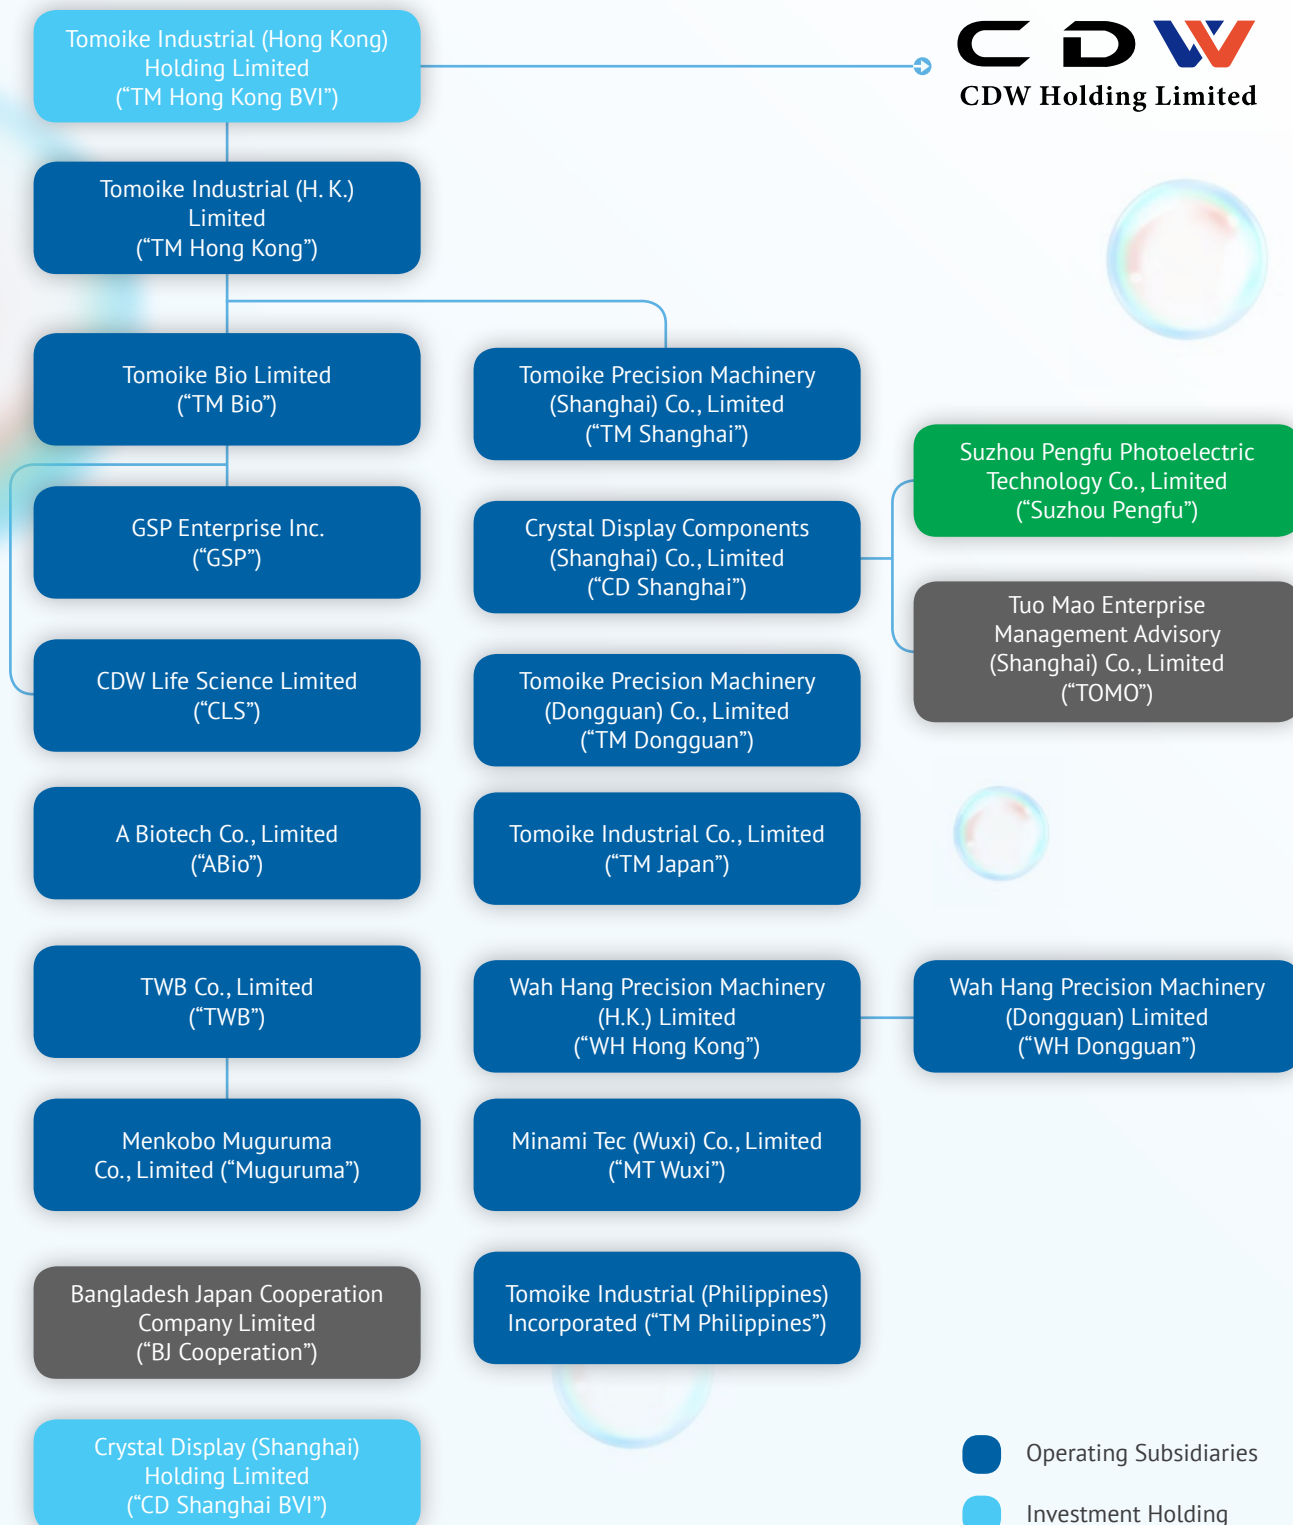 Tomoike Industrial (Hong Kong)
Holding Limited
(“TM Hong Kong BVI”)
CDW
CDW Holding Limited
Tomoike Industrial (H. K.)
Limited
(“TM Hong Kong”)
Tomoike Bio Limited
(“TM Bio”)
Tomoike Precision Machinery
(Shanghai) Co., Limited
(“TM Shanghai”)
Suzhou Pengfu Photoelectric
Technology Co., Limited
(“Suzhou Pengfu”)
GSP Enterprise Inc.
(“GSP”)
Crystal Display Components
(Shanghai) Co., Limited
(“CD Shanghai”)
Tuo Mao Enterprise
Management Advisory
(Shanghai) Co., Limited
(“TOMO”)
CDW Life Science Limited
(“CLS”)
Tomoike Precision Machinery
(Dongguan) Co., Limited
(“TM Dongguan”)
A Biotech Co., Limited
(“ABio”)
Tomoike Industrial Co., Limited
(“TM Japan”)
TWB Co., Limited
(“TWB”)
Wah Hang Precision Machinery
(H.K.) Limited
(“WH Hong Kong”)
Wah Hang Precision Machinery
(Dongguan) Limited
(“WH Dongguan”)
Menkobo Muguruma
Co., Limited (“Muguruma”)
Minami Tec (Wuxi) Co., Limited
(“MT Wuxi”)
Bangladesh Japan Cooperation
Company Limited
(“BJ Cooperation”)
Tomoike Industrial (Philippines)
Incorporated (“TM Philippines”)
Crystal Display (Shanghai)
Holding Limited
(“CD Shanghai BVI”)
Operating Subsidiaries
Investment Holding